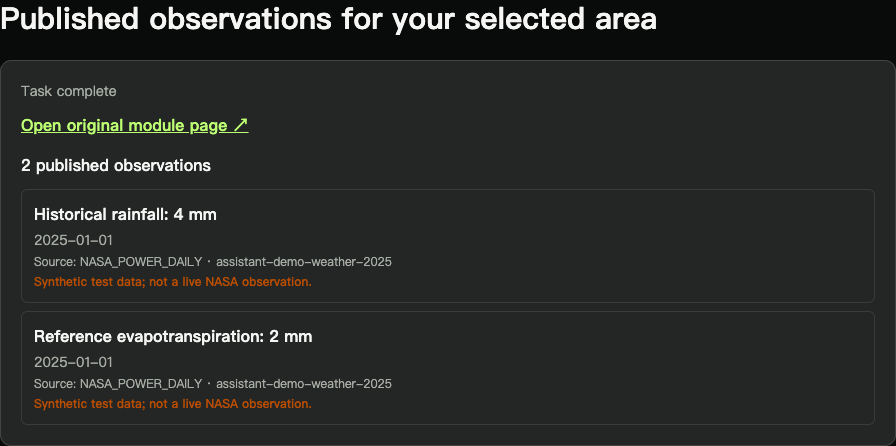 Published observations for your selected area
Task complete
Open original module page ↗
2 published observations
Historical rainfall: 4 mm
2025-01-01
Source: NASA_POWER_DAILY · assistant-demo-weather-2025
Synthetic test data; not a live NASA observation.
Reference evapotranspiration: 2 mm
2025-01-01
Source: NASA_POWER_DAILY · assistant-demo-weather-2025
Synthetic test data; not a live NASA observation.